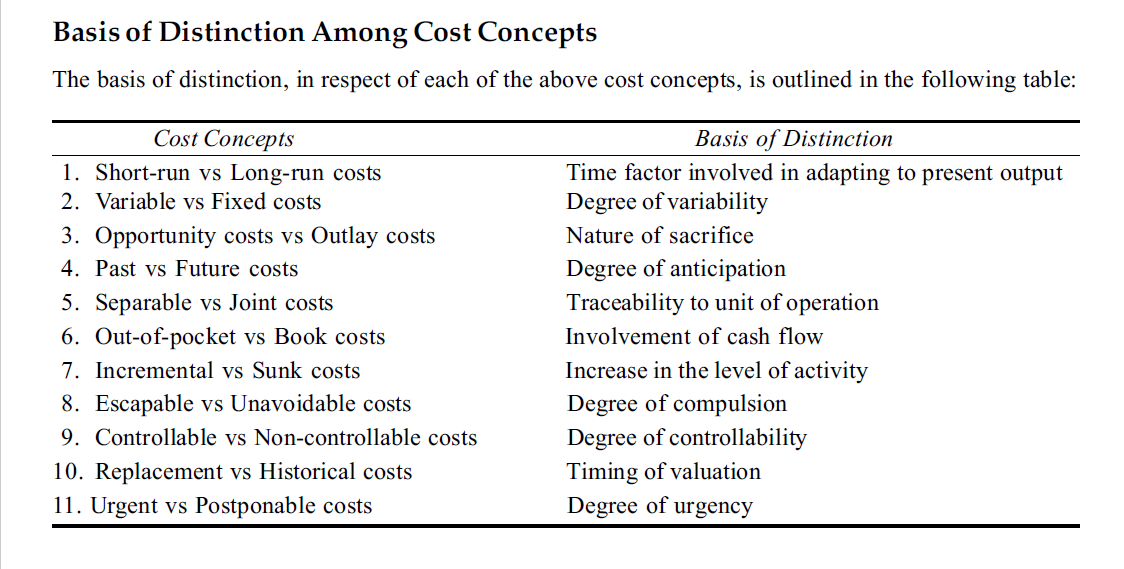 Basis of Distinction Among Cost Concepts
The basis of distinction, in respect of each of the above cost concepts, is outlined in the following table:
Cost Concepts Basis of Distinction
1. Short-run vs Long-run costs Time factor involved in adapting to present output
2. Variable vs Fixed costs Degree of variability
3. Opportunity costs vs Outlay costs Nature of sacrifice
4. Past vs Future costs Degree of anticipation
5. Separable vs Joint costs Traceability to unit of operation
6. Out-of-pocket vs Book costs Involvement of cash flow
7. Incremental vs Sunk costs Increase in the level of activity
8. Escapable vs Unavoidable costs Degree of compulsion
9. Controllable vs Non-controllable costs Degree of controllability
10. Replacement vs Historical costs Timing of valuation
11. Urgent vs Postponable costs Degree of urgency